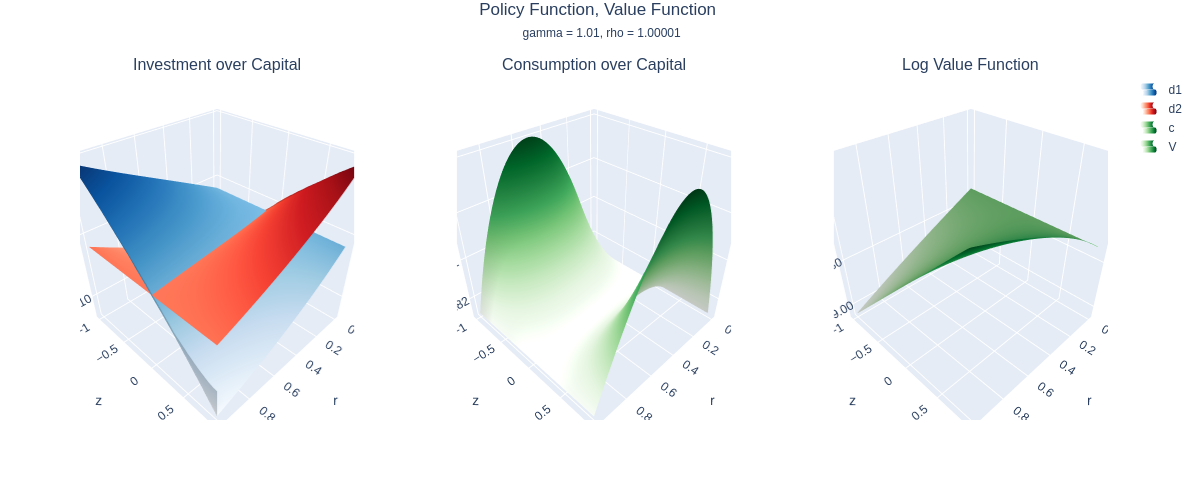 Policy Function, Value Function
gamma = 1.01, rho = 1.00001
Investment over Capital
Consumption over Capital
Log Value Function
d1
d2
c
V
10
−1
−0.5
0
0.5
z
0
0.2
0.4
0.6
0.8
r
82
−1
−0.5
0
0.5
z
0
0.2
0.4
0.6
0.8
r
9.00
−1
−0.5
0
0.5
z
0
0.2
0.4
0.6
0.8
r